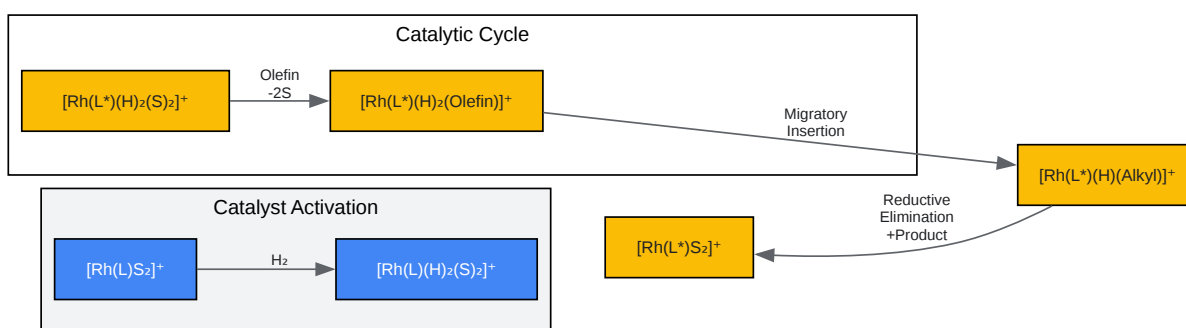 Catalytic Cycle
[Rh(L*)(H)₂(S)₂]⁺
Olefin
-2S
[Rh(L*)(H)₂(Olefin)]⁺
Migratory
Insertion
[Rh(L*)(H)(Alkyl)]⁺
Reductive
Elimination
+Product
[Rh(L*)S₂]⁺
Catalyst Activation
[Rh(L)S₂]⁺
H₂
[Rh(L)(H)₂(S)₂]⁺